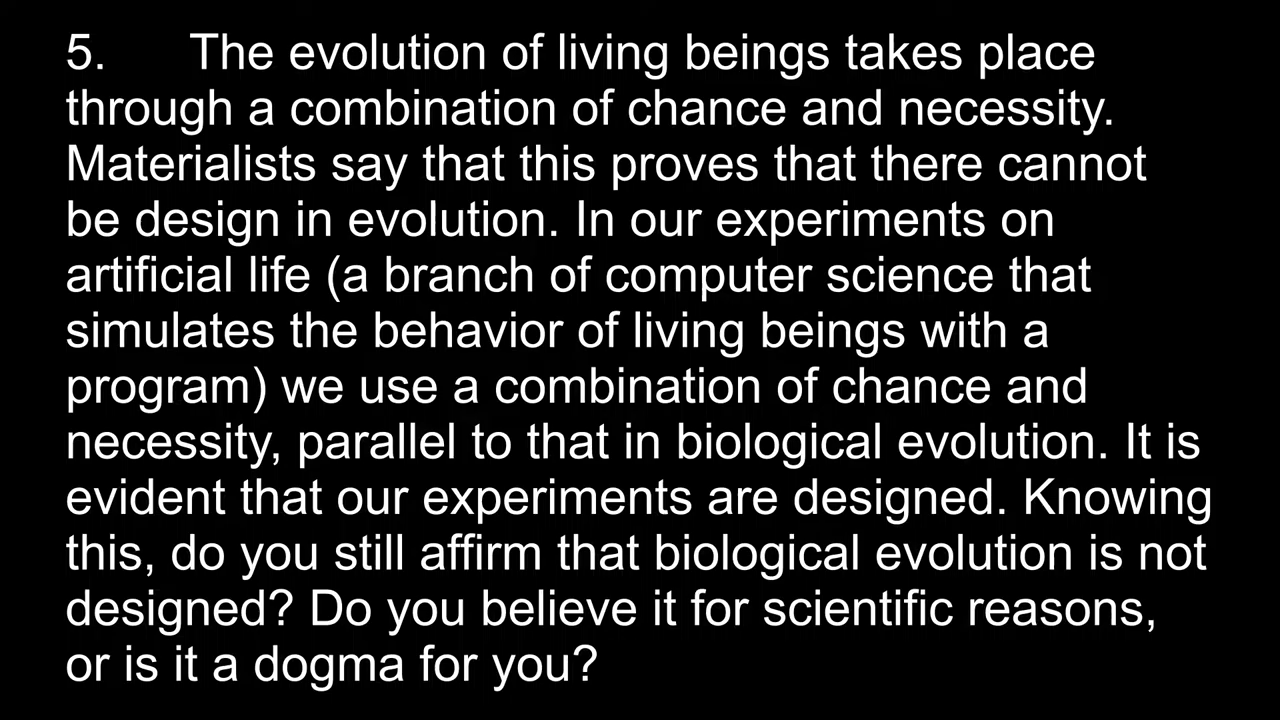 5. The evolution of living beings takes place
through a combination of chance and necessity.
Materialists say that this proves that there cannot
be design in evolution. In our experiments on
artificial life (a branch of computer science that
simulates the behavior of living beings with a
program) we use a combination of chance and
necessity, parallel to that in biological evolution. It is
evident that our experiments are designed. Knowing
this, do you still affirm that biological evolution is not
designed? Do you believe it for scientific reasons,
or is it a dogma for you?